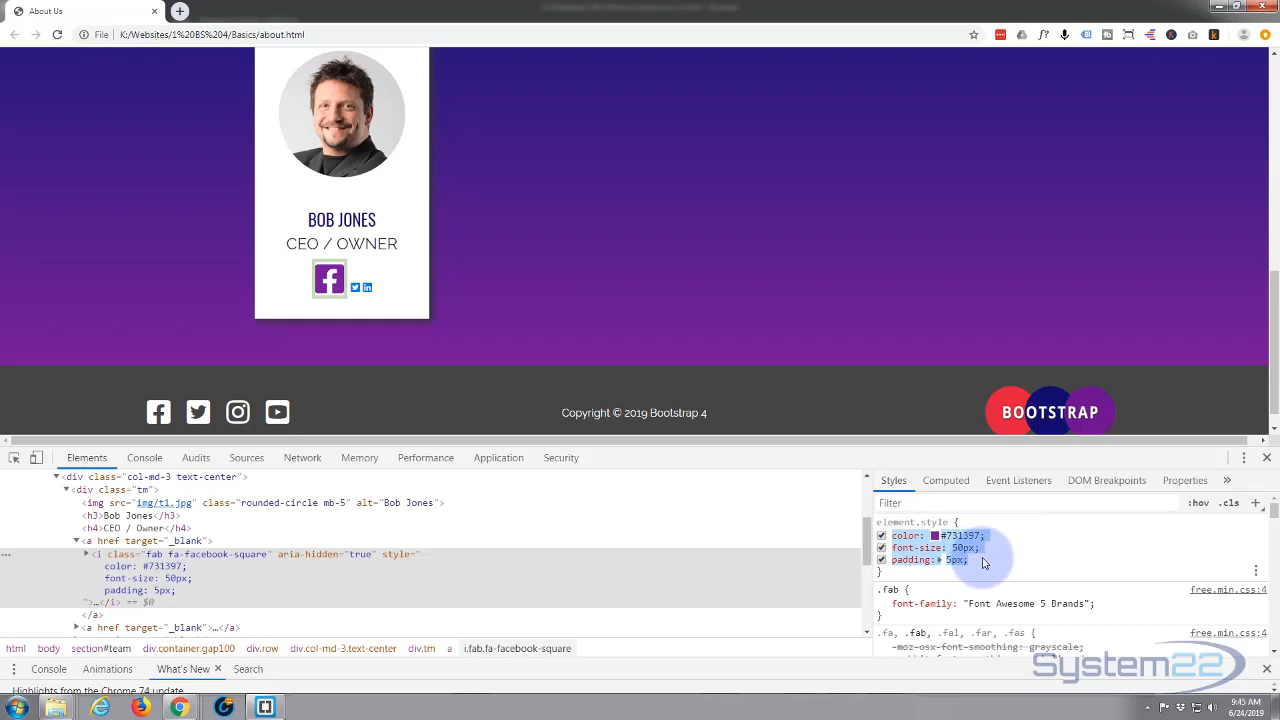 About Us
File | K:/Websites/1%20BS%204/Basics/about.html
BOB JONES
CEO / OWNER
Copyright © 2019 Bootstrap 4
BOOTSTRAP
Elements Console Audits Sources Network Memory Performance Application Security
<div class="col-md-3 text-center">
<div class="tm">
<img src="img/t1.jpg" class="rounded-circle mb-5" alt="Bob Jones">
<h3>Bob Jones</h3>
<h4>CEO / Owner</h4>
<a href target="_blank">
<i class="fab fa-facebook-square" aria-hidden="true" style="
color: #731397;
font-size: 50px;
padding: 5px;
">…</i> == $0
</a>
<a href target="_blank">…</a>
html body section#team div.container.gap100 div.row div.col-md-3.text-center div.tm a i.fab.fa-facebook-square
Styles Computed Event Listeners DOM Breakpoints Properties »
Filter :hov .cls +
element.style {
color: #731397;
font-size: 50px;
padding: 5px;
}
.fab { font.min.css:4
font-family: "Font Awesome 5 Brands";
}
.fa, .fab, .fal, .far, .fas { font.min.css:4
-moz-osx-font-smoothing: grayscale;
System22
Console Animations What's New Search
Highlights from the Chrome 74 update
9:45 AM
6/24/2019